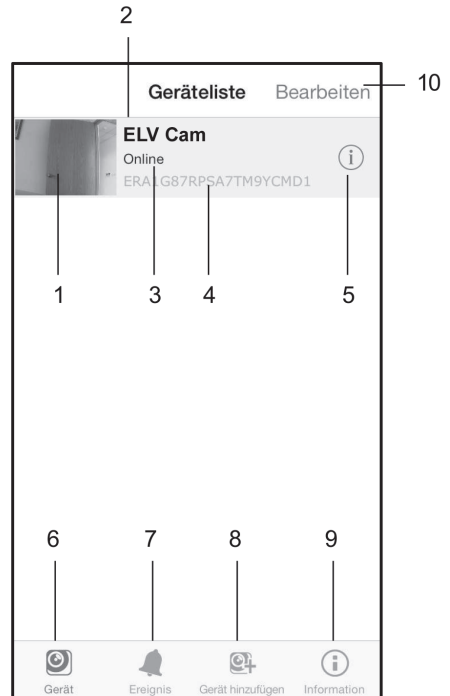 2
Geräteliste Bearbeiten 10
ELV Cam
Online
ERA1G87RPSA7TM9YCMD1
1 3 4 5
6 7 8 9
Gerät Ereignis Gerät hinzufügen Information